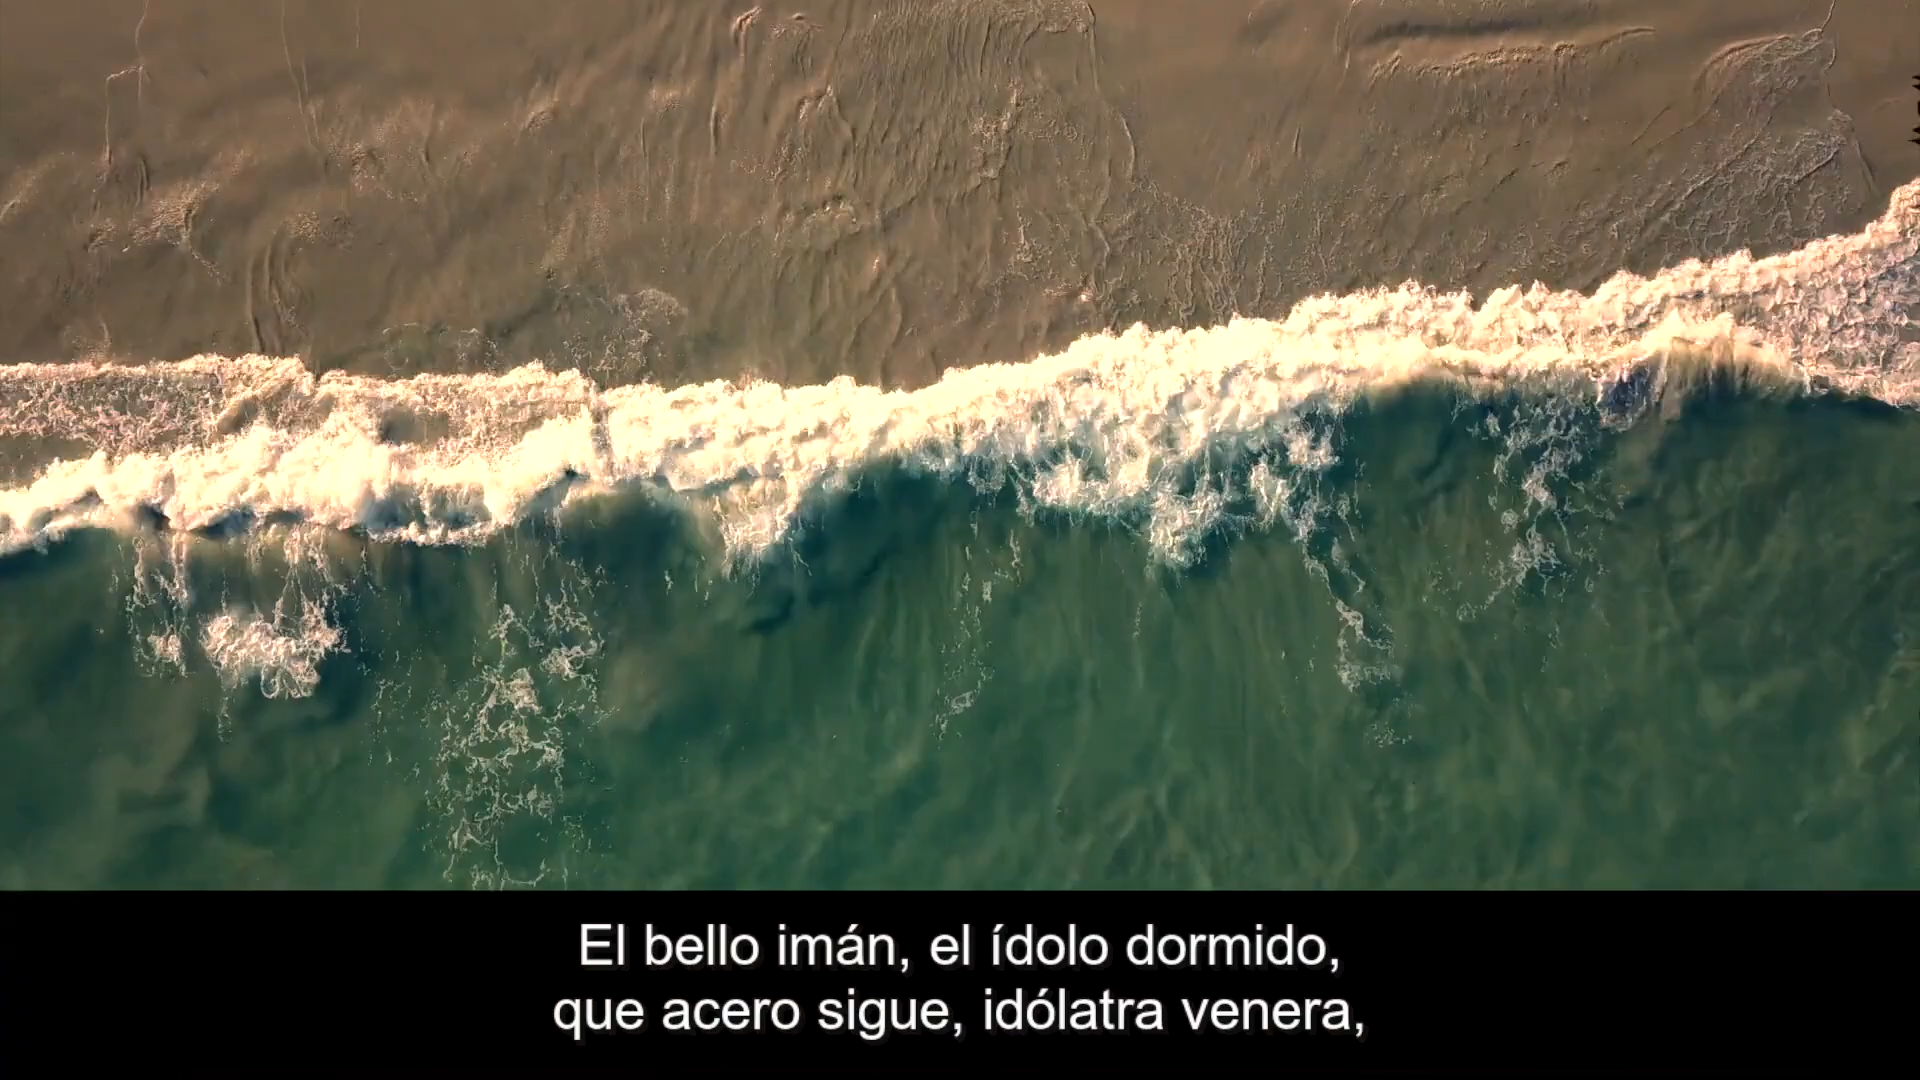 El bello imán, el ídolo dormido,
que acero sigue, idólatra venera,